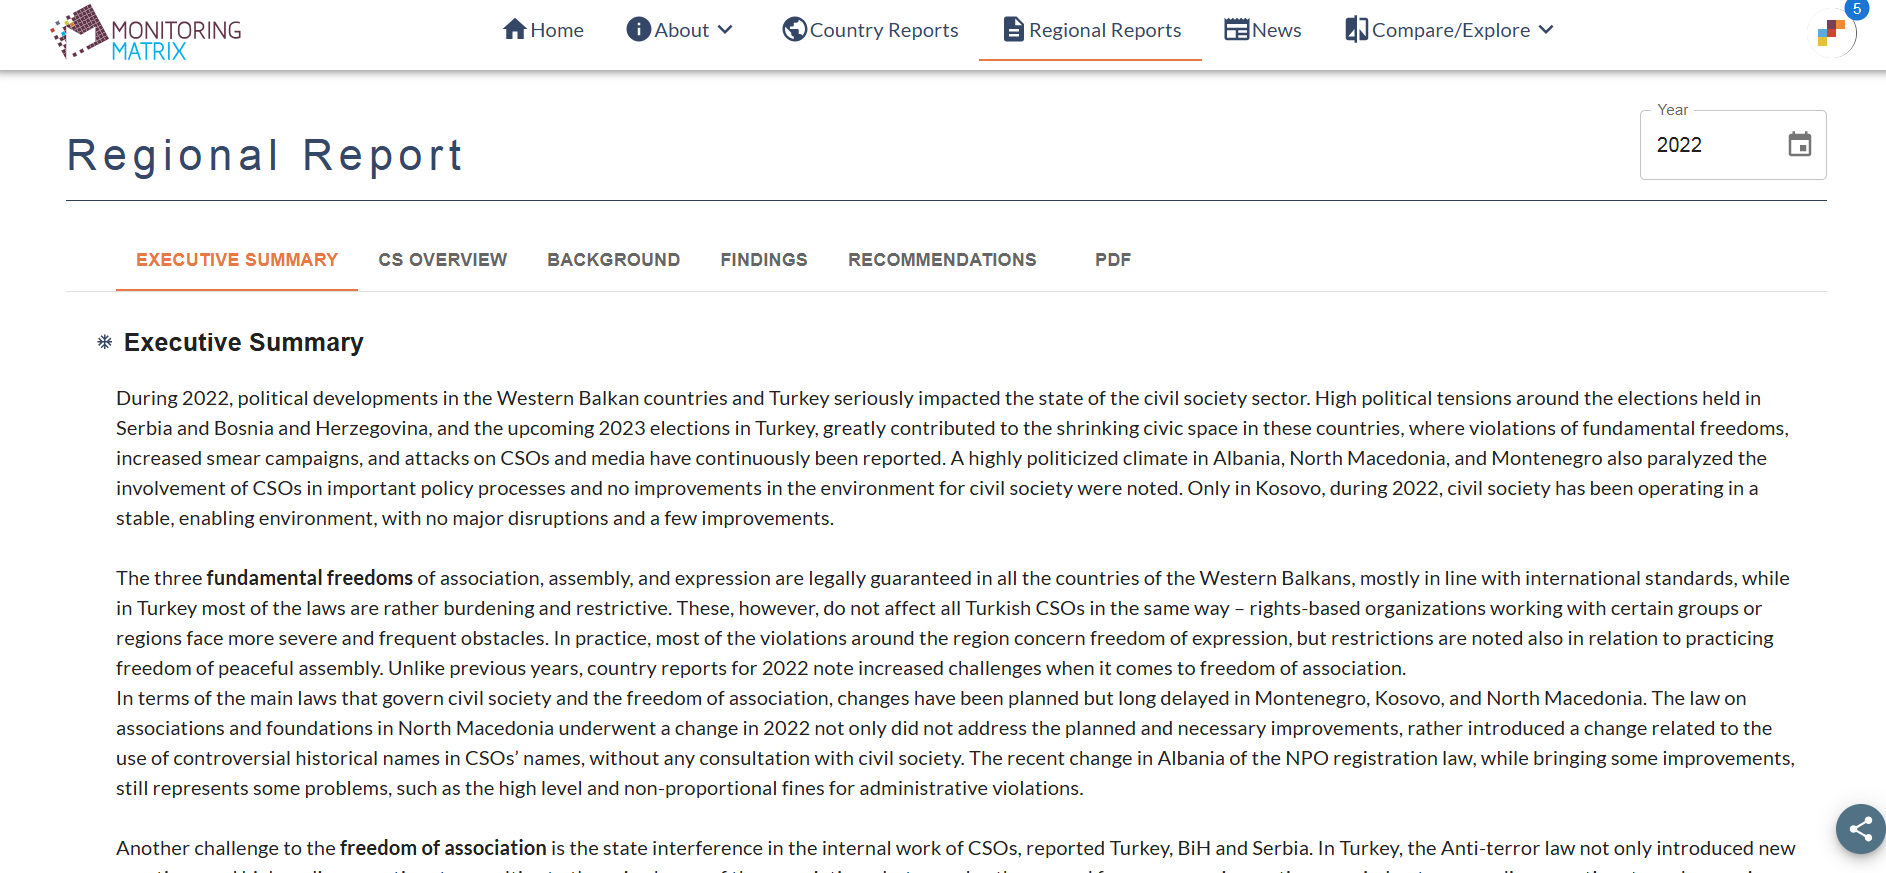 MONITORING
MATRIX
Home
About
Country Reports
Regional Reports
News
Compare/Explore
5
Regional Report
Year
2022
EXECUTIVE SUMMARY
CS OVERVIEW
BACKGROUND
FINDINGS
RECOMMENDATIONS
PDF
Executive Summary
During 2022, political developments in the Western Balkan countries and Turkey seriously impacted the state of the civil society sector. High political tensions around the elections held in
Serbia and Bosnia and Herzegovina, and the upcoming 2023 elections in Turkey, greatly contributed to the shrinking civic space in these countries, where violations of fundamental freedoms,
increased smear campaigns, and attacks on CSOs and media have continuously been reported. A highly politicized climate in Albania, North Macedonia, and Montenegro also paralyzed the
involvement of CSOs in important policy processes and no improvements in the environment for civil society were noted. Only in Kosovo, during 2022, civil society has been operating in a
stable, enabling environment, with no major disruptions and a few improvements.
The three fundamental freedoms of association, assembly, and expression are legally guaranteed in all the countries of the Western Balkans, mostly in line with international standards, while
in Turkey most of the laws are rather burdening and restrictive. These, however, do not affect all Turkish CSOs in the same way – rights-based organizations working with certain groups or
regions face more severe and frequent obstacles. In practice, most of the violations around the region concern freedom of expression, but restrictions are noted also in relation to practicing
freedom of peaceful assembly. Unlike previous years, country reports for 2022 note increased challenges when it comes to freedom of association.
In terms of the main laws that govern civil society and the freedom of association, changes have been planned but long delayed in Montenegro, Kosovo, and North Macedonia. The law on
associations and foundations in North Macedonia underwent a change in 2022 not only did not address the planned and necessary improvements, rather introduced a change related to the
use of controversial historical names in CSOs’ names, without any consultation with civil society. The recent change in Albania of the NPO registration law, while bringing some improvements,
still represents some problems, such as the high level and non-proportional fines for administrative violations.
Another challenge to the freedom of association is the state interference in the internal work of CSOs, reported Turkey, BiH and Serbia. In Turkey, the Anti-terror law not only introduced new